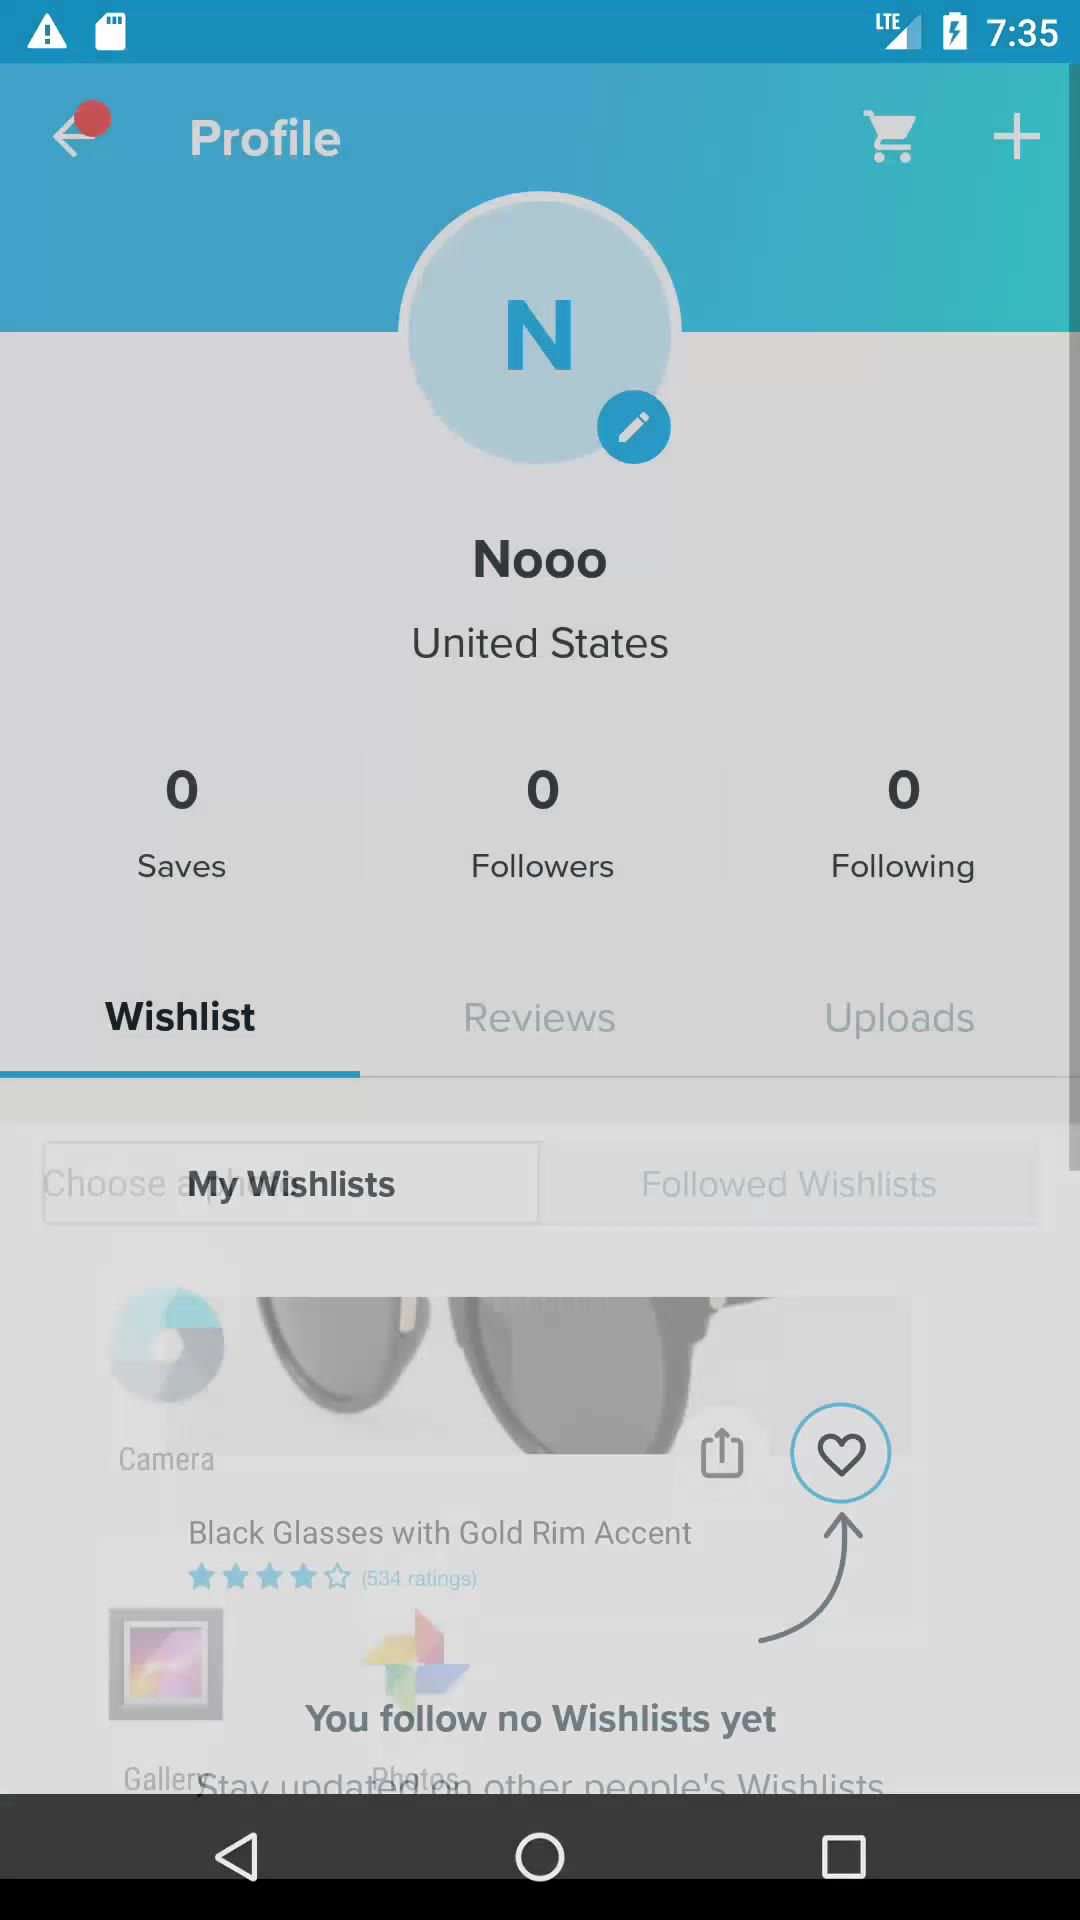 LTE 7:35
Profile
N
Nooo
United States
0 0 0
Saves Followers Following
Wishlist Reviews Uploads
Choose a photo
My Wishlists Followed Wishlists
Camera
Black Glasses with Gold Rim Accent
(534 ratings)
You follow no Wishlists yet
Gallery Photos
Stay updated on other people's Wishlists